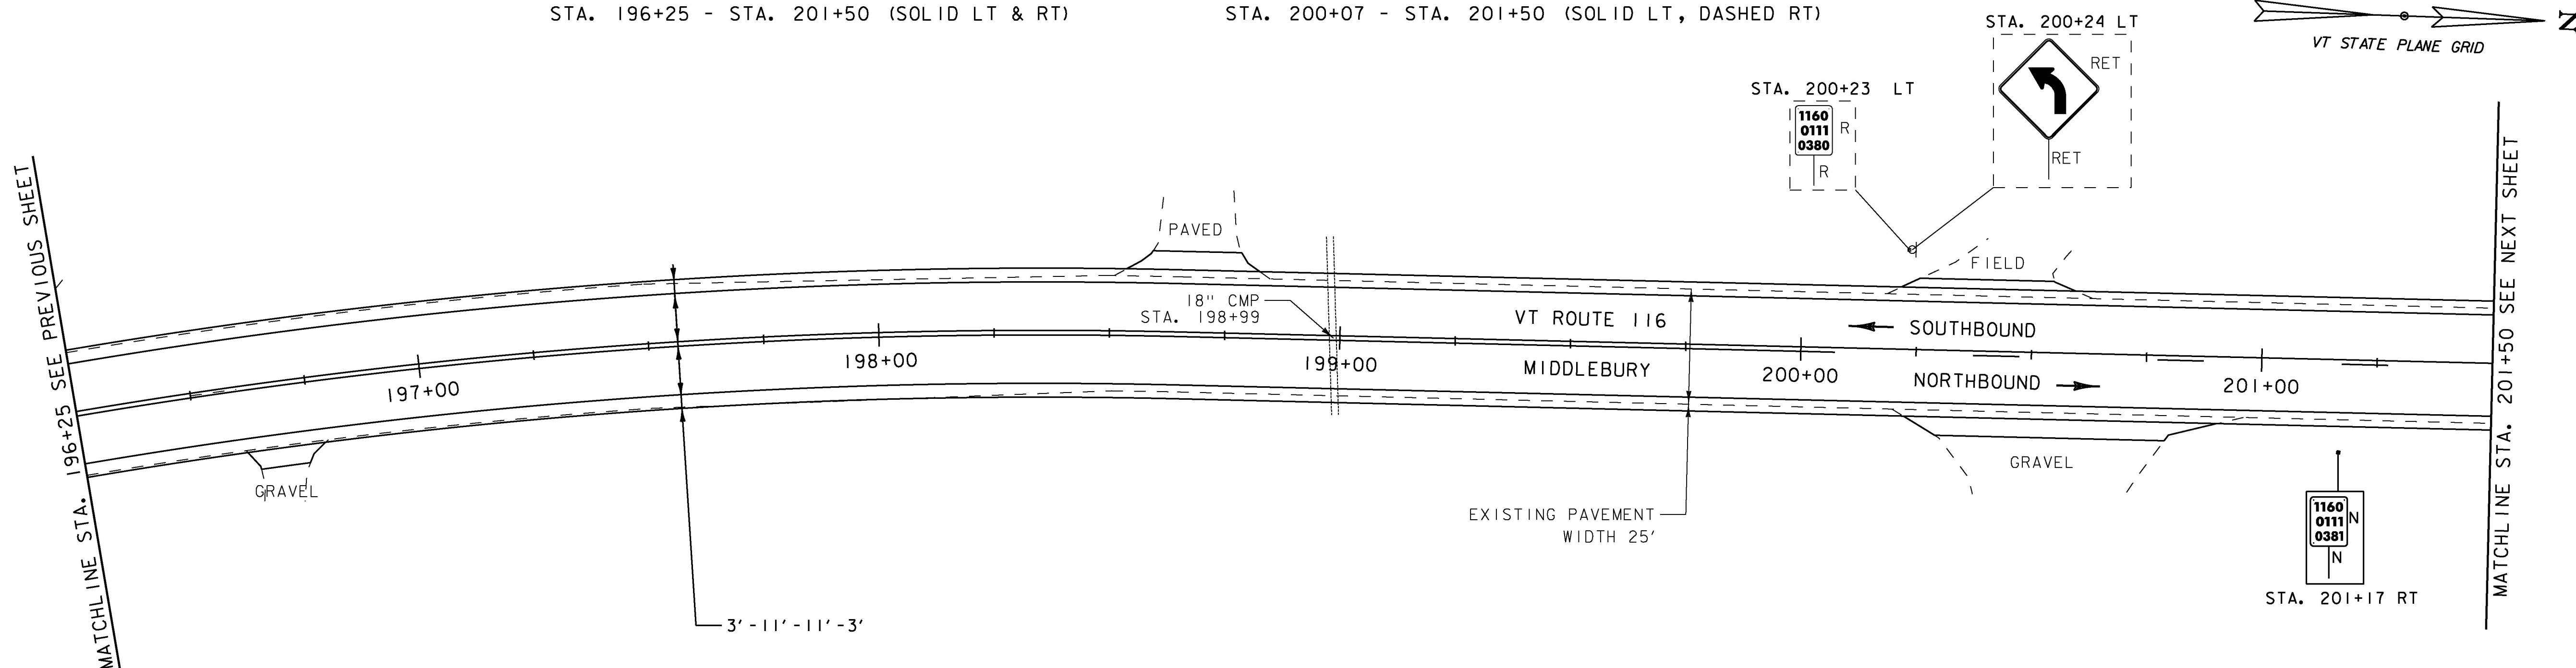 STA. 196+25 - STA. 201+50 (SOLID LT & RT)
STA. 200+07 - STA. 201+50 (SOLID LT, DASHED RT)
STA. 200+24 LT
N
VT STATE PLANE GRID
RET
RET
STA. 200+23 LT
1160
0111
0380
R
R
MATCHLINE STA. 196+25 SEE PREVIOUS SHEET
PAVED
FIELD
18" CMP
STA. 198+99
VT ROUTE 116
SOUTHBOUND
197+00
198+00
199+00
MIDDLEBURY
200+00
NORTHBOUND
201+00
GRAVEL
GRAVEL
EXISTING PAVEMENT
WIDTH 25'
1160
0111
0381
N
N
STA. 201+17 RT
3'-11'-11'-3'
MATCHLINE STA. 201+50 SEE NEXT SHEET